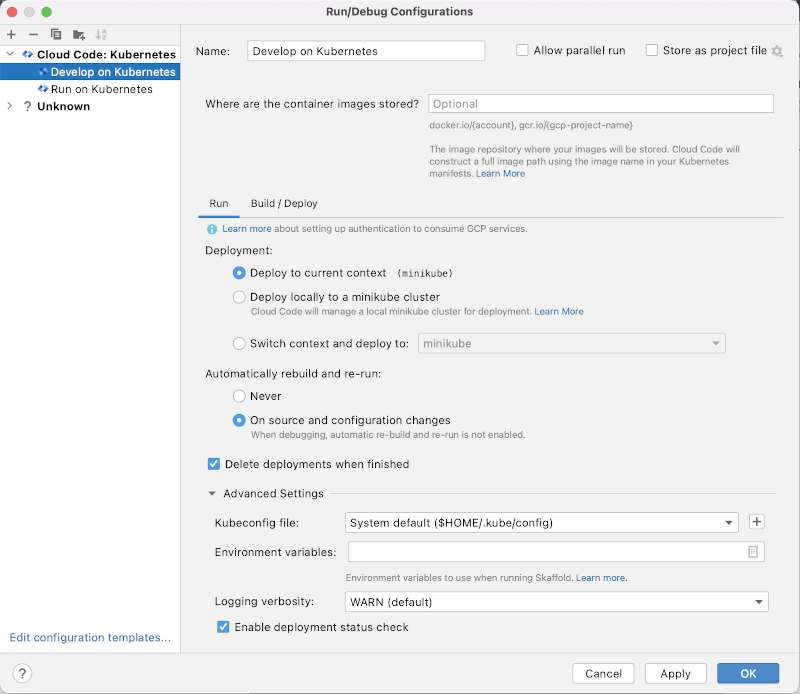 Run/Debug Configurations
Cloud Code: Kubernetes
Develop on Kubernetes
Run on Kubernetes
? Unknown
Edit configuration templates...
Name: Develop on Kubernetes
Allow parallel run
Store as project file
Where are the container images stored? Optional
docker.io/{account}, gcr.io/{gcp-project-name}
The image repository where your images will be stored. Cloud Code will
construct a full image path using the image name in your Kubernetes
manifests. Learn More
Run
Build / Deploy
Learn more about setting up authentication to consume GCP services.
Deployment:
Deploy to current context (minikube)
Deploy locally to a minikube cluster
Cloud Code will manage a local minikube cluster for deployment. Learn More
Switch context and deploy to: minikube
Automatically rebuild and re-run:
Never
On source and configuration changes
When debugging, automatic re-build and re-run is not enabled.
Delete deployments when finished
Advanced Settings
Kubeconfig file: System default ($HOME/.kube/config)
Environment variables:
Environment variables to use when running Skaffold. Learn more.
Logging verbosity: WARN (default)
Enable deployment status check
?
Cancel
Apply
OK